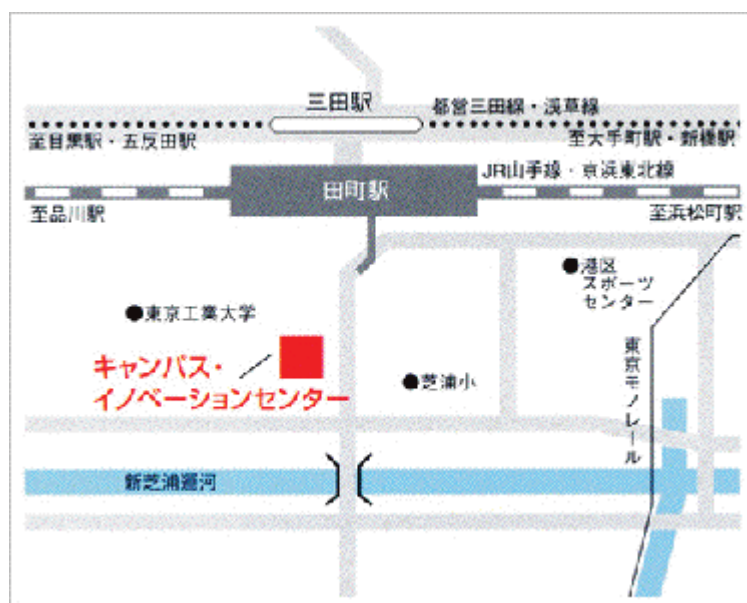 三田駅
都営三田線・浅草線
至目黒駅・五反田駅
至大手町駅・新橋駅
JR山手線・京浜東北線
田町駅
至品川駅
至浜松町駅
●港区
スポーツ
センター
●東京工業大学
キャンパス・
イノベーションセンター
●芝浦小
東京モノレール
新芝浦運河